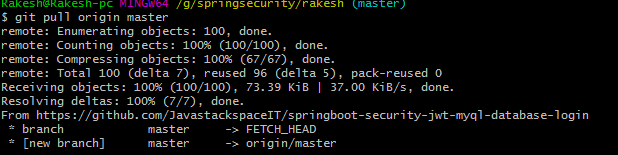 Rakesh@Rakesh-pc MINGW64 /g/springsecurity/rakesh (master)
$ git pull origin master
remote: Enumerating objects: 100, done.
remote: Counting objects: 100% (100/100), done.
remote: Compressing objects: 100% (67/67), done.
remote: Total 100 (delta 7), reused 96 (delta 5), pack-reused 0
Receiving objects: 100% (100/100), 73.39 KiB | 37.00 KiB/s, done.
Resolving deltas: 100% (7/7), done.
From https://github.com/JavastackspaceIT/springboot-security-jwt-myql-database-login
 * branch            master     -> FETCH_HEAD
 * [new branch]      master     -> origin/master